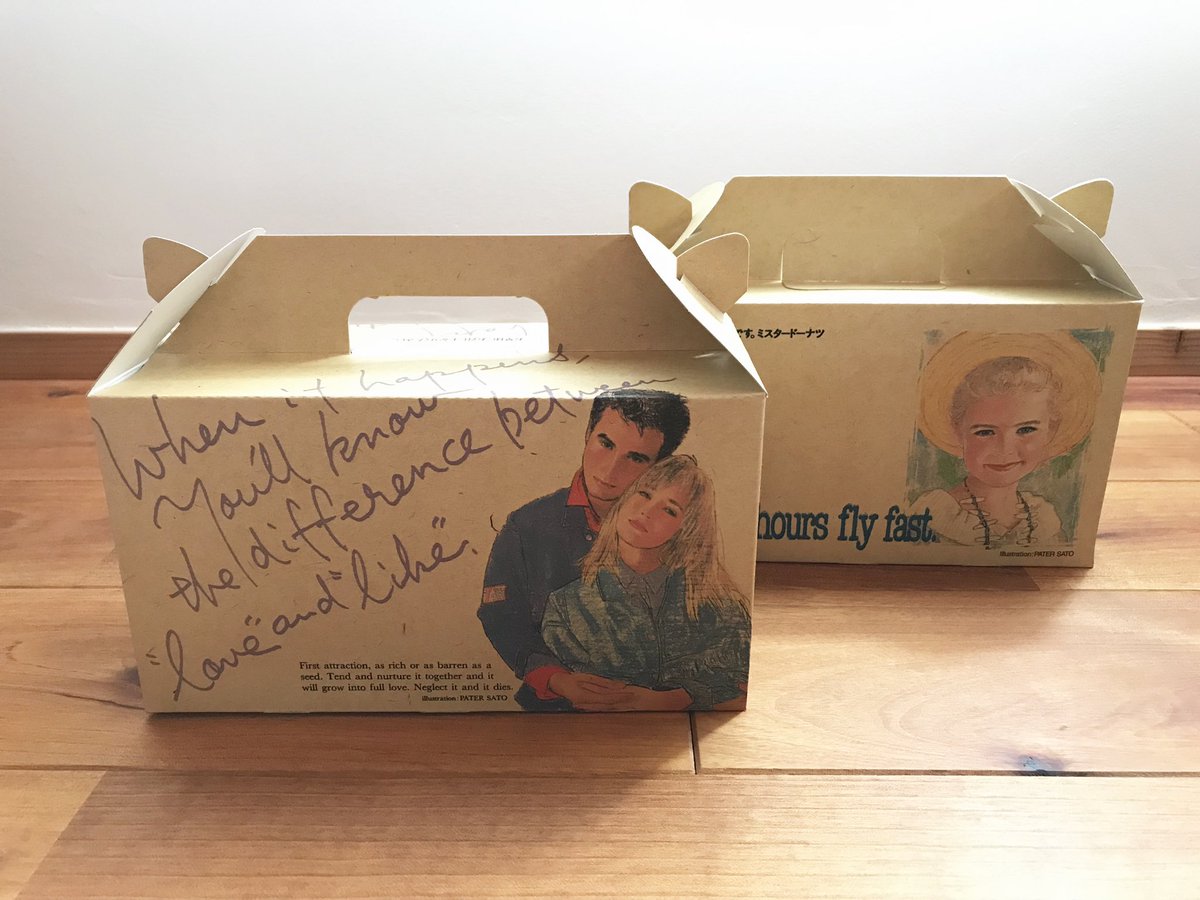 When it happens,
You'll know
the difference between
"love" and "like".
First attraction, as rich or as barren as a
seed. Tend and nurture it together and it
will grow into full love. Neglect it and it dies.
illustration: PATER SATO
です。ミスタードーナツ
hours fly fast.
illustration: PATER SATO